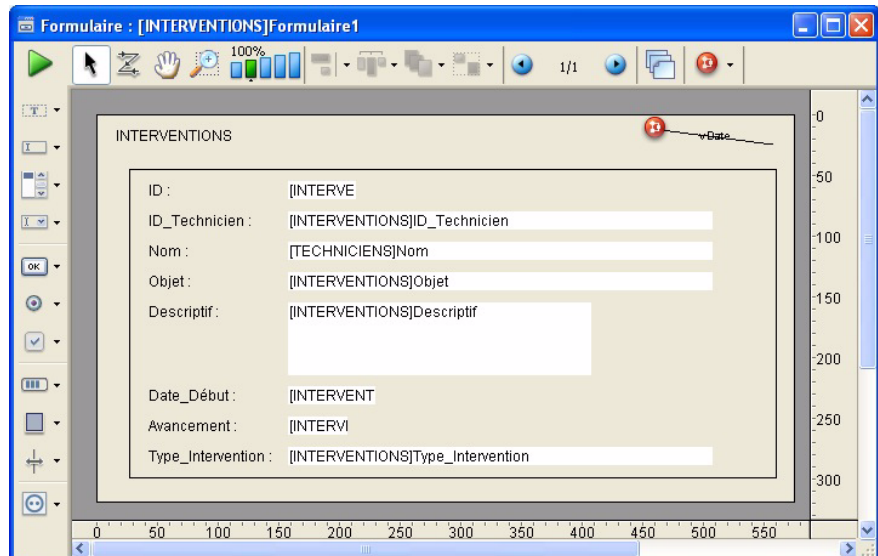 Formulaire : [INTERVENTIONS]Formulaire1
100%
1/1
T
OK
INTERVENTIONS
vDate
ID :
[INTERVE
ID_Technicien :
[INTERVENTIONS]ID_Technicien
Nom :
[TECHNICIENS]Nom
Objet :
[INTERVENTIONS]Objet
Descriptif :
[INTERVENTIONS]Descriptif
Date_Début :
[INTERVENT
Avancement :
[INTERVI
Type_Intervention :
[INTERVENTIONS]Type_Intervention
0
50
100
150
200
250
300
0 50 100 150 200 250 300 350 400 450 500 550